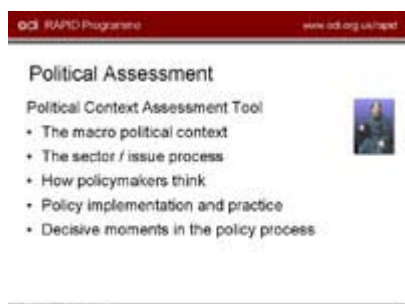 odi RAPID Programme
www.odi.org.uk/rapid
Political Assessment
Political Context Assessment Tool
• The macro political context
• The sector / issue process
• How policymakers think
• Policy implementation and practice
• Decisive moments in the policy process